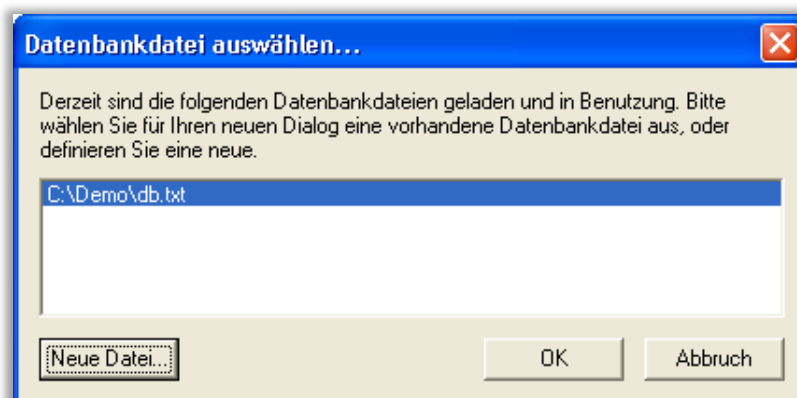 Datenbankdatei auswählen...
Derzeit sind die folgenden Datenbankdateien geladen und in Benutzung. Bitte
wählen Sie für Ihren neuen Dialog eine vorhandene Datenbankdatei aus, oder
definieren Sie eine neue.
C:\Demo\db.txt
Neue Datei... OK Abbruch